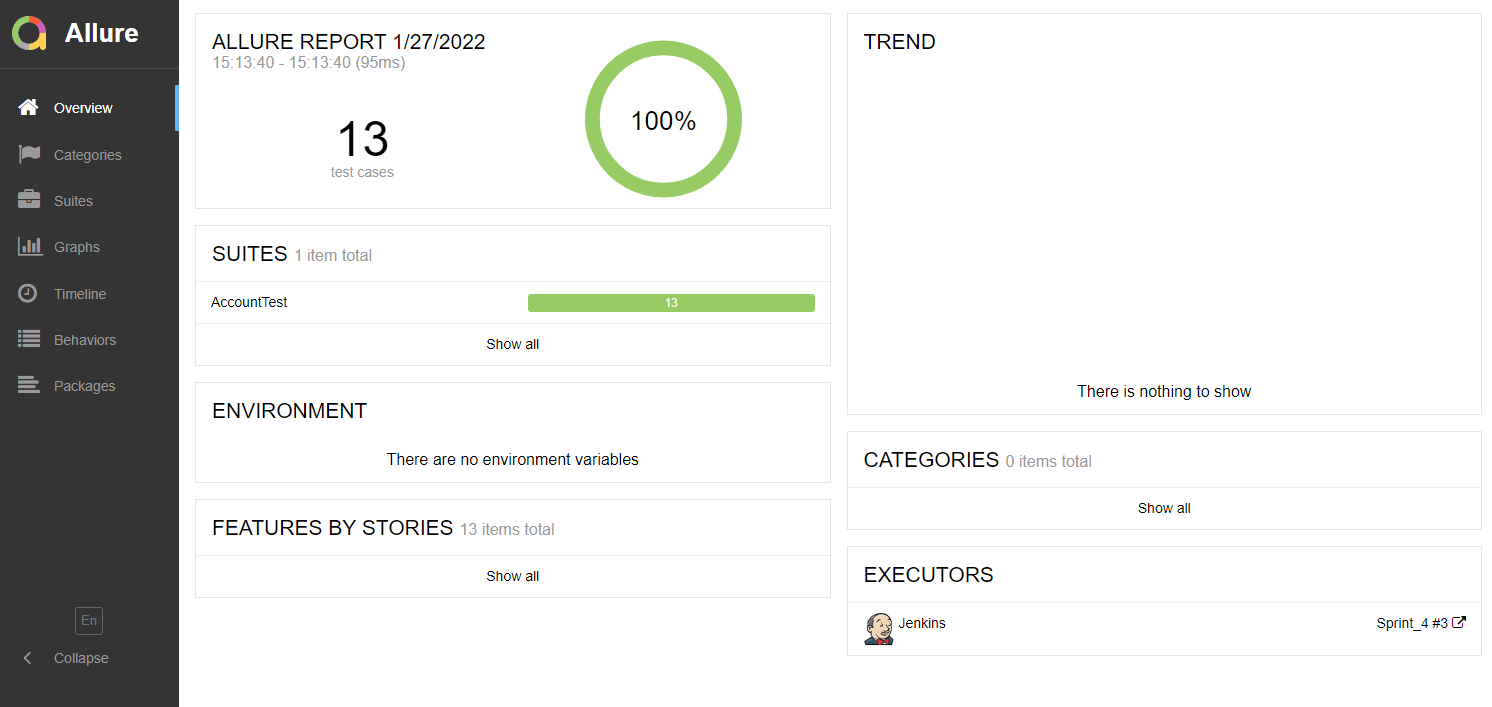 Allure
Overview
Categories
Suites
Graphs
Timeline
Behaviors
Packages
En
Collapse
ALLURE REPORT 1/27/2022
15:13:40 - 15:13:40 (95ms)
13
test cases
100%
SUITES 1 item total
AccountTest 13
Show all
ENVIRONMENT
There are no environment variables
FEATURES BY STORIES 13 items total
Show all
TREND
There is nothing to show
CATEGORIES 0 items total
Show all
EXECUTORS
Jenkins Sprint_4 #3